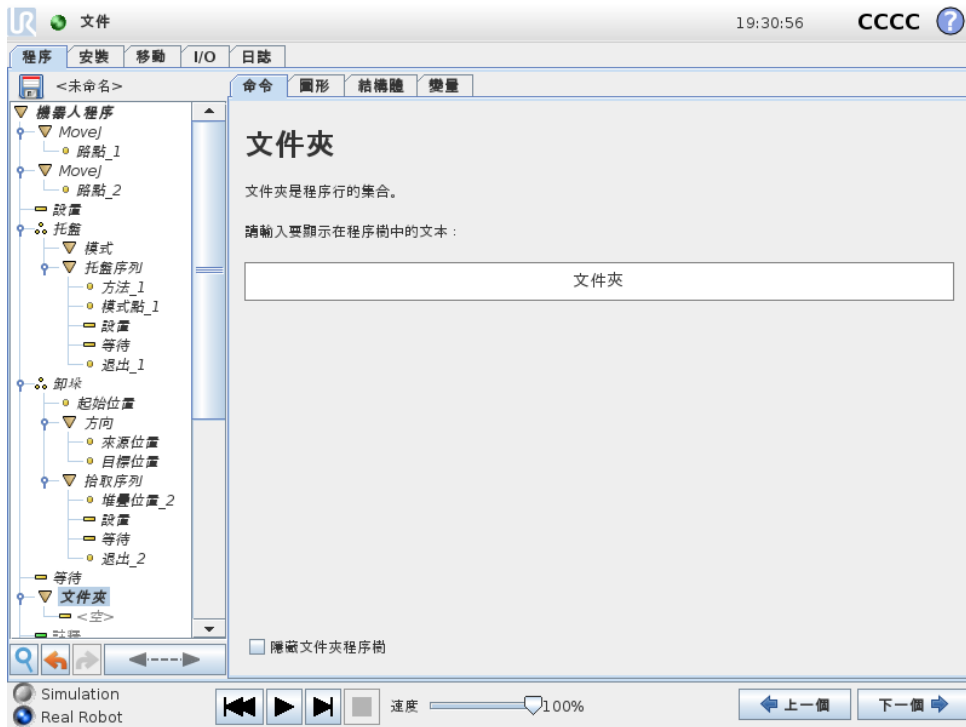 UR 文件 19:30:56 CCCC ?
程序 安裝 移動 I/O 日誌
<未命名> 命令 圖形 結構體 變量
機器人程序
MoveJ
路點_1
MoveJ
路點_2
設置
托盤
模式
托盤序列
方法_1
模式點_1
設置
等待
退出_1
卸垛
起始位置
方向
來源位置
目標位置
拾取序列
堆疊位置_2
設置
等待
退出_2
等待
文件夾
<空>
註釋
文件夾
文件夾是程序行的集合。
請輸入要顯示在程序樹中的文本：
文件夾
隱藏文件夾程序樹
Simulation
Real Robot
速度 100%
上一個 下一個